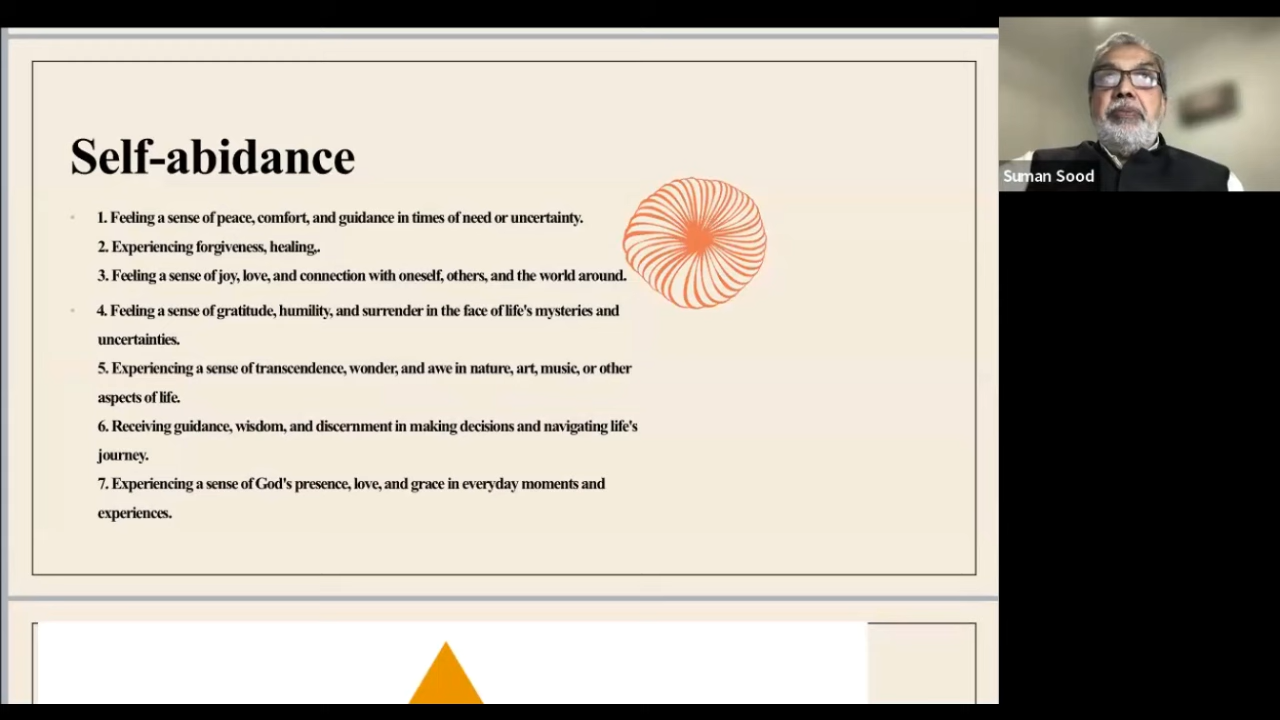 Self-abidance
1. Feeling a sense of peace, comfort, and guidance in times of need or uncertainty.
2. Experiencing forgiveness, healing,.
3. Feeling a sense of joy, love, and connection with oneself, others, and the world around.
4. Feeling a sense of gratitude, humility, and surrender in the face of life's mysteries and
uncertainties.
5. Experiencing a sense of transcendence, wonder, and awe in nature, art, music, or other
aspects of life.
6. Receiving guidance, wisdom, and discernment in making decisions and navigating life's
journey.
7. Experiencing a sense of God's presence, love, and grace in everyday moments and
experiences.
Suman Sood